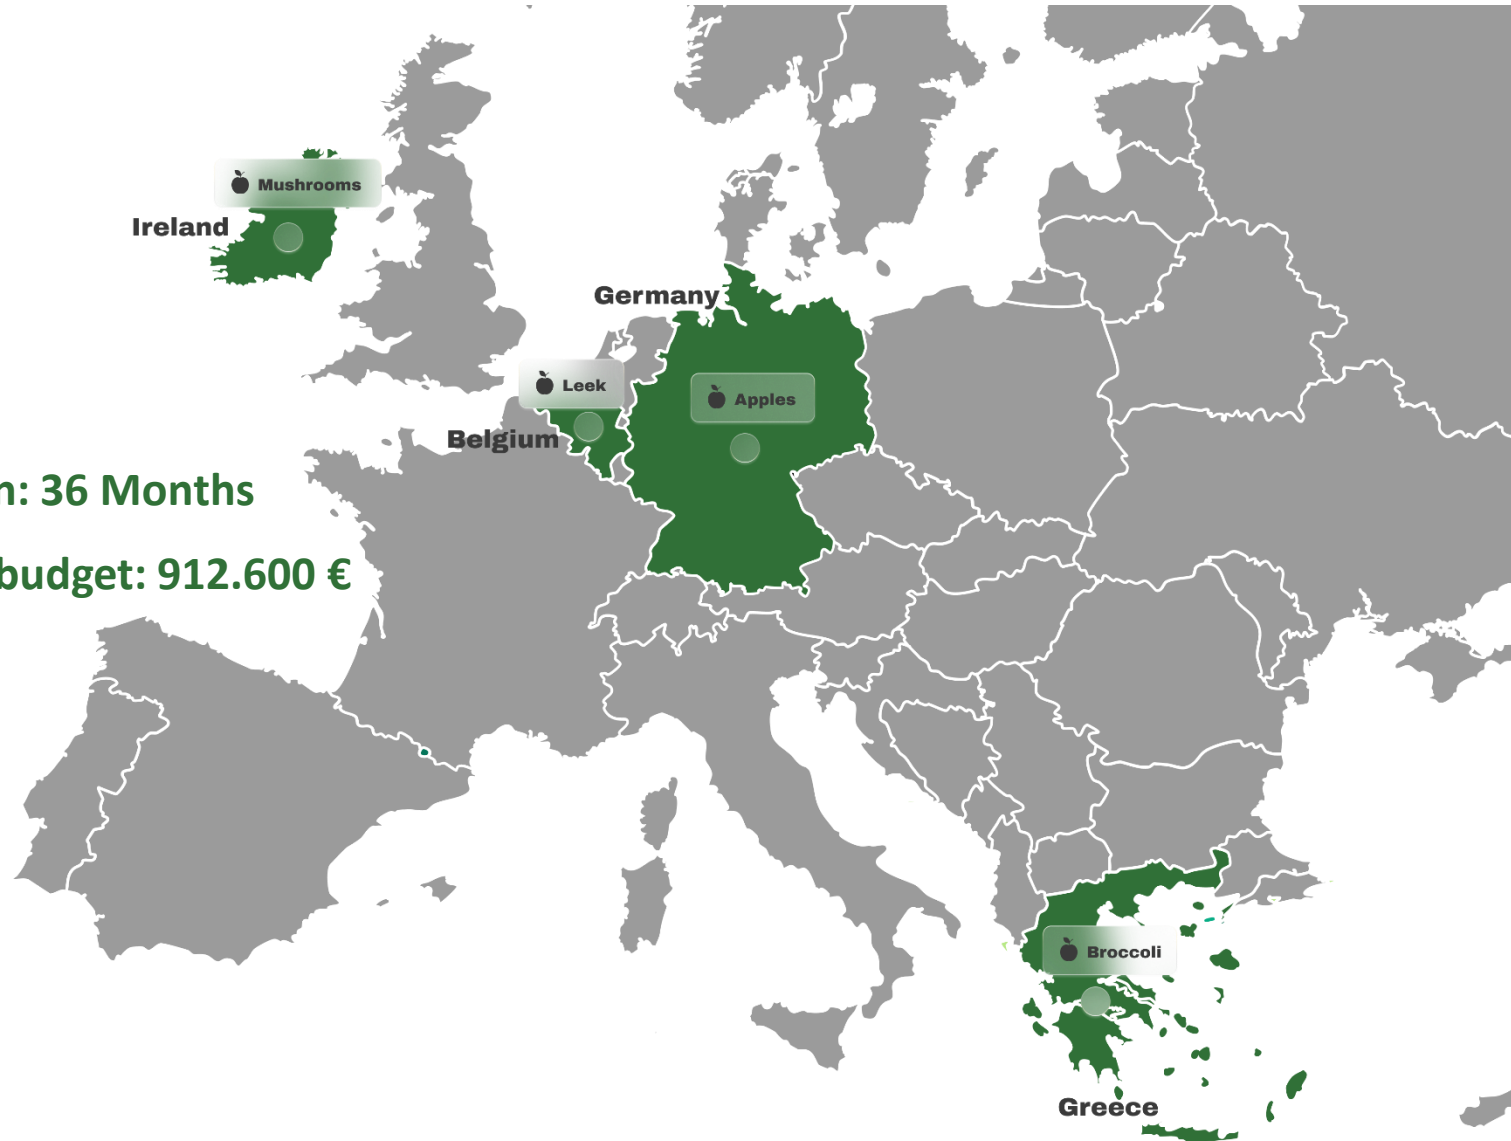 Mushrooms
Ireland
Germany
Leek
Apples
Belgium
n: 36 Months
budget: 912.600 €
Broccoli
Greece